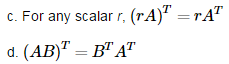 c. For any scalar r, (rA)^T = rA^T
d. (AB)^T = B^T A^T